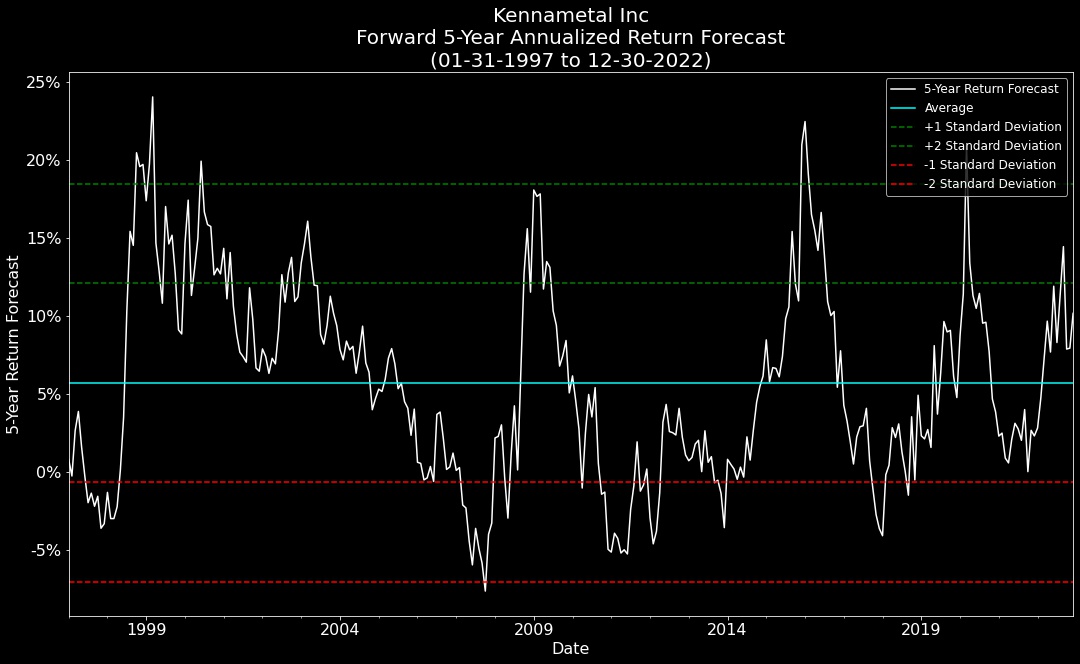 Kennametal Inc
Forward 5-Year Annualized Return Forecast
(01-31-1997 to 12-30-2022)
25%
20%
15%
10%
5%
0%
-5%
5-Year Return Forecast
5-Year Return Forecast
Average
+1 Standard Deviation
+2 Standard Deviation
-1 Standard Deviation
-2 Standard Deviation
1999
2004
2009
2014
2019
Date